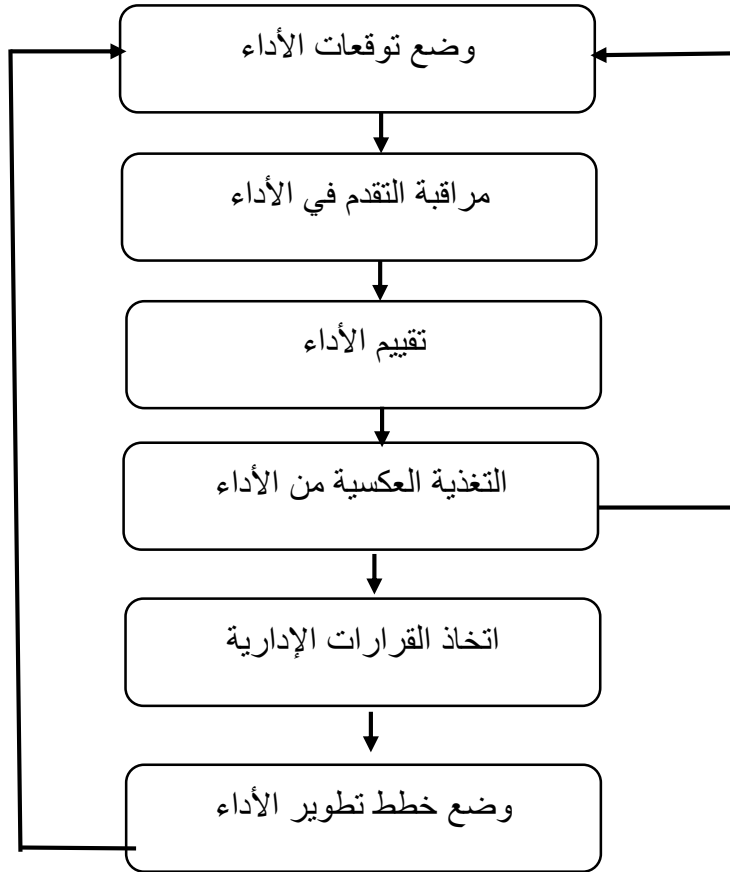 وضع توقعات الأداء
مراقبة التقدم في الأداء
تقييم الأداء
التغذية العكسية من الأداء
اتخاذ القرارات الإدارية
وضع خطط تطوير الأداء